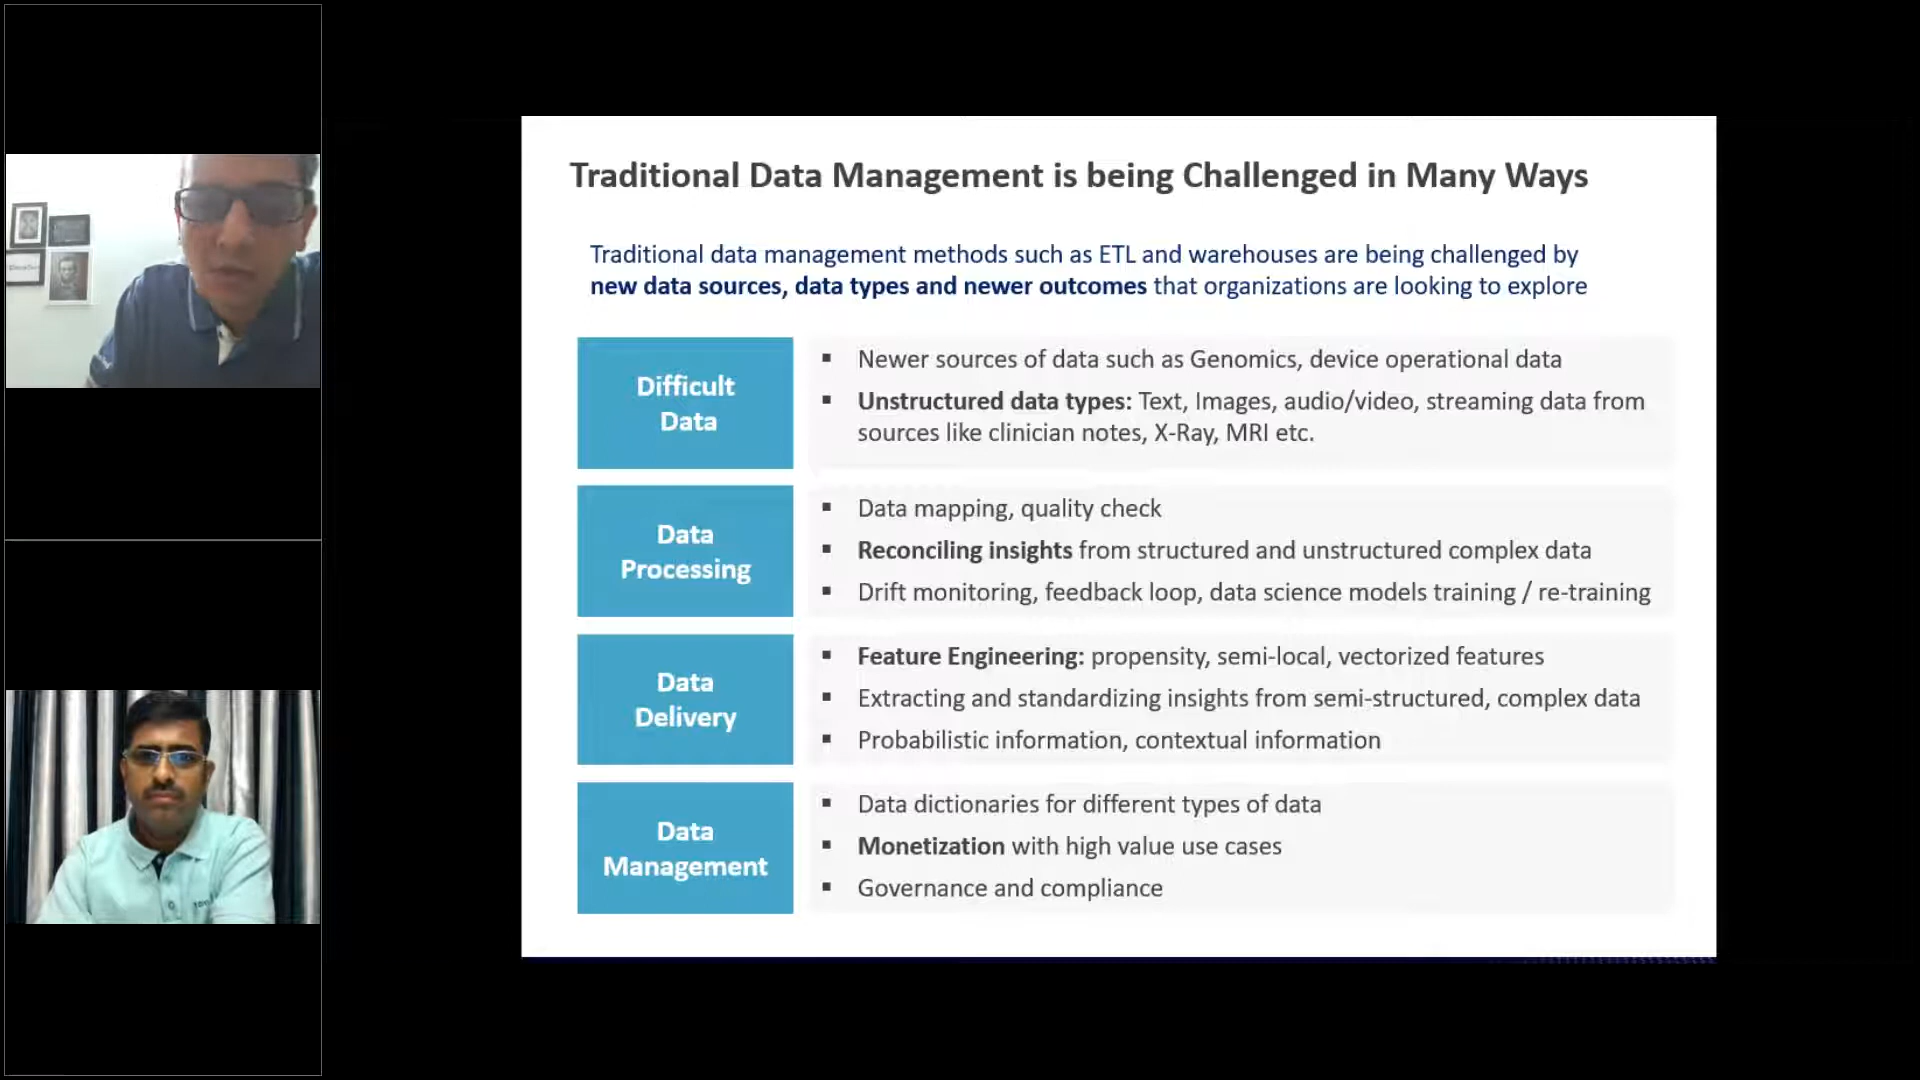 Traditional Data Management is being Challenged in Many Ways
Traditional data management methods such as ETL and warehouses are being challenged by
new data sources, data types and newer outcomes that organizations are looking to explore
Difficult
Data
▪ Newer sources of data such as Genomics, device operational data
▪ Unstructured data types: Text, Images, audio/video, streaming data from
sources like clinician notes, X-Ray, MRI etc.
Data
Processing
▪ Data mapping, quality check
▪ Reconciling insights from structured and unstructured complex data
▪ Drift monitoring, feedback loop, data science models training / re-training
Data
Delivery
▪ Feature Engineering: propensity, semi-local, vectorized features
▪ Extracting and standardizing insights from semi-structured, complex data
▪ Probabilistic information, contextual information
Data
Management
▪ Data dictionaries for different types of data
▪ Monetization with high value use cases
▪ Governance and compliance